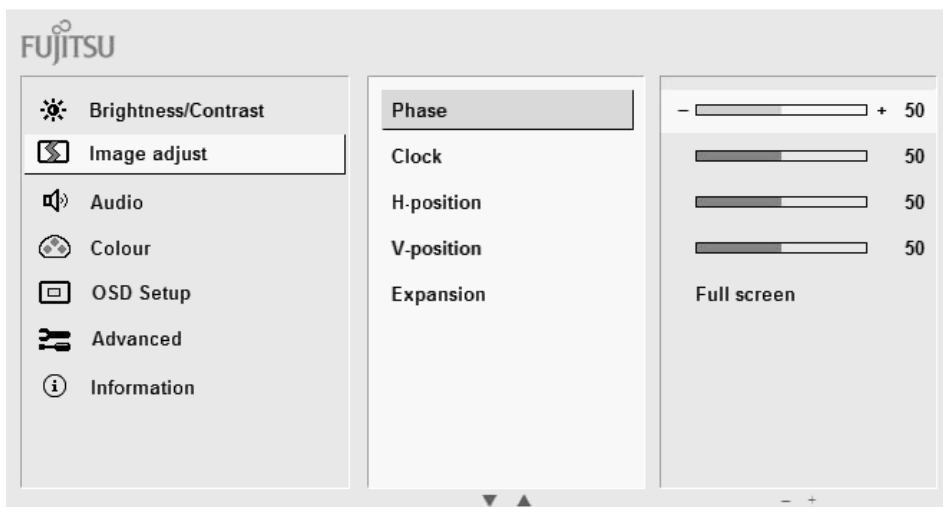 FUJITSU
Brightness/Contrast
Image adjust
Audio
Colour
OSD Setup
Advanced
Information
Phase
Clock
H-position
V-position
Expansion
– + 50
50
50
50
Full screen
▼ ▲
– +